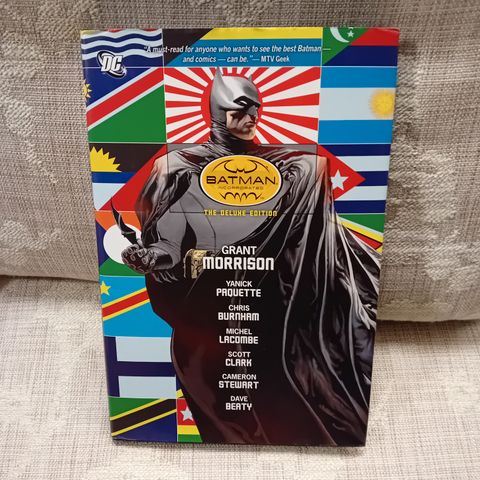 "A must-read for anyone who wants to see the best Batman —
and comics — can be." — MTV Geek
DC
BATMAN
INCORPORATED
THE DELUXE EDITION
GRANT
MORRISON
YANICK
PAQUETTE
CHRIS
BURNHAM
MICHEL
LACOMBE
SCOTT
CLARK
CAMERON
STEWART
DAVE
BEATY